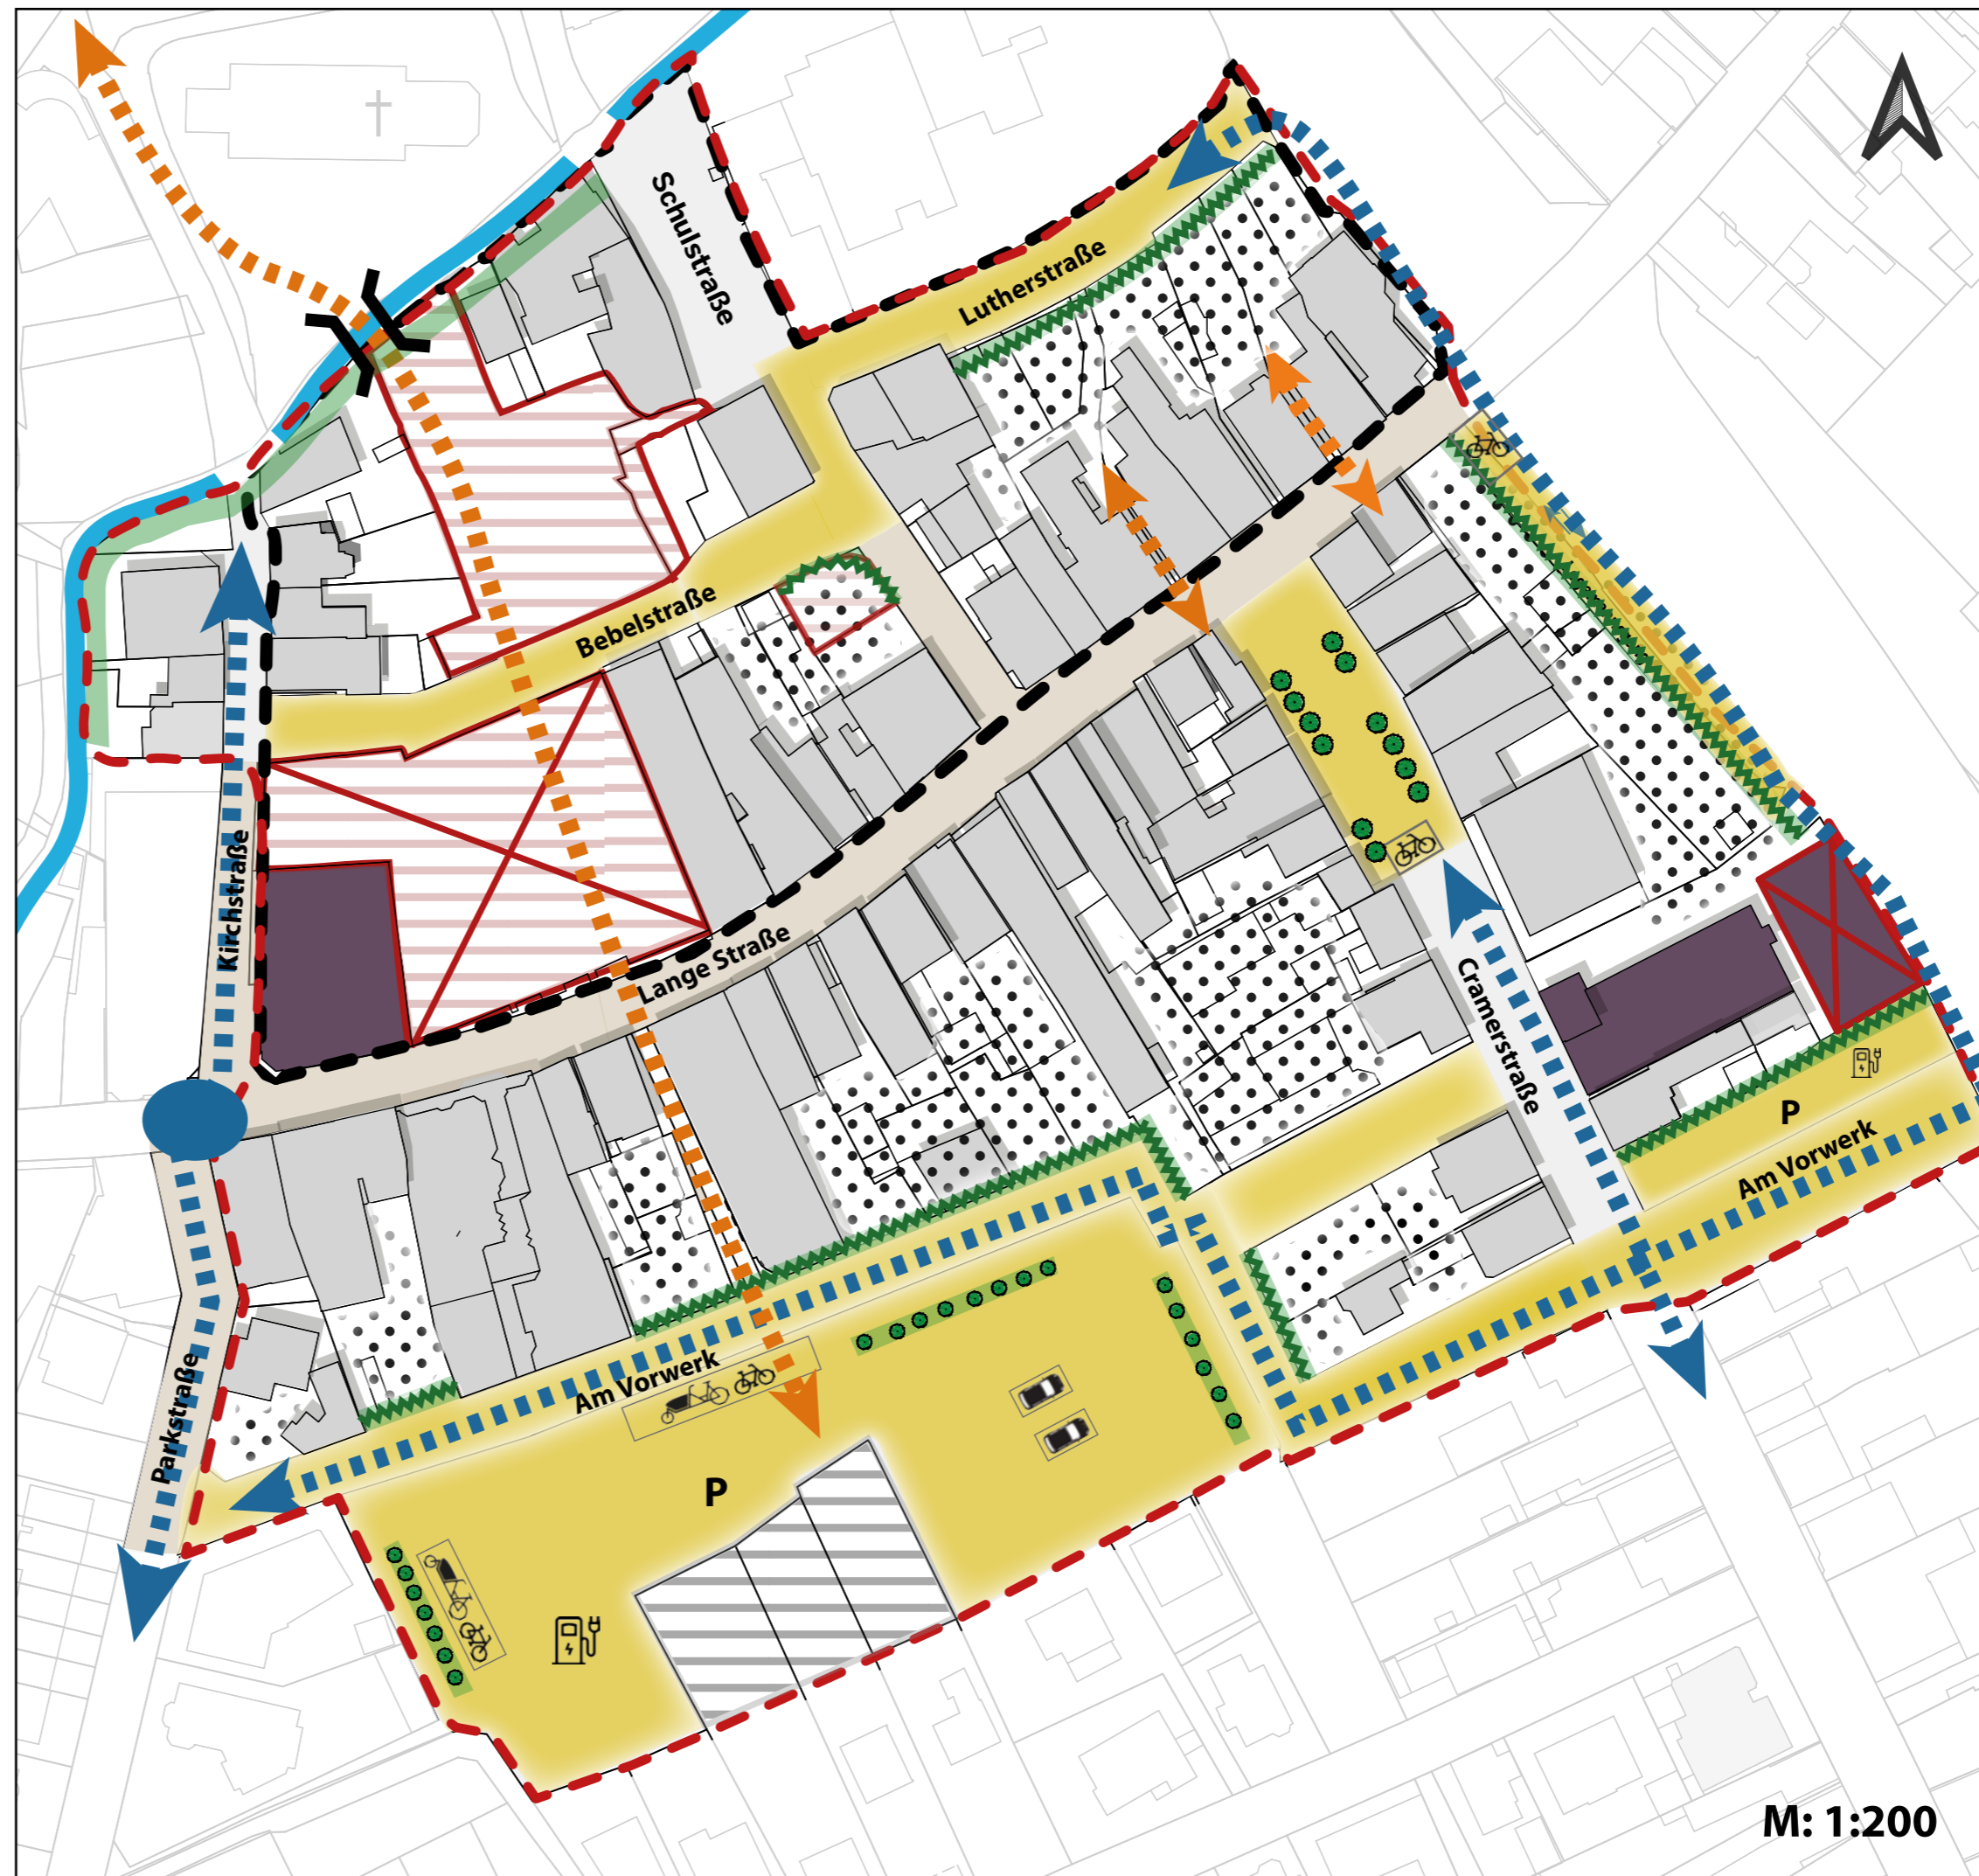 Schulstraße
Lutherstraße
Bebelstraße
Kirchstraße
Lange Straße
Cramerstraße
P
Am Vorwerk
Am Vorwerk
Parkstraße
P
M: 1:200